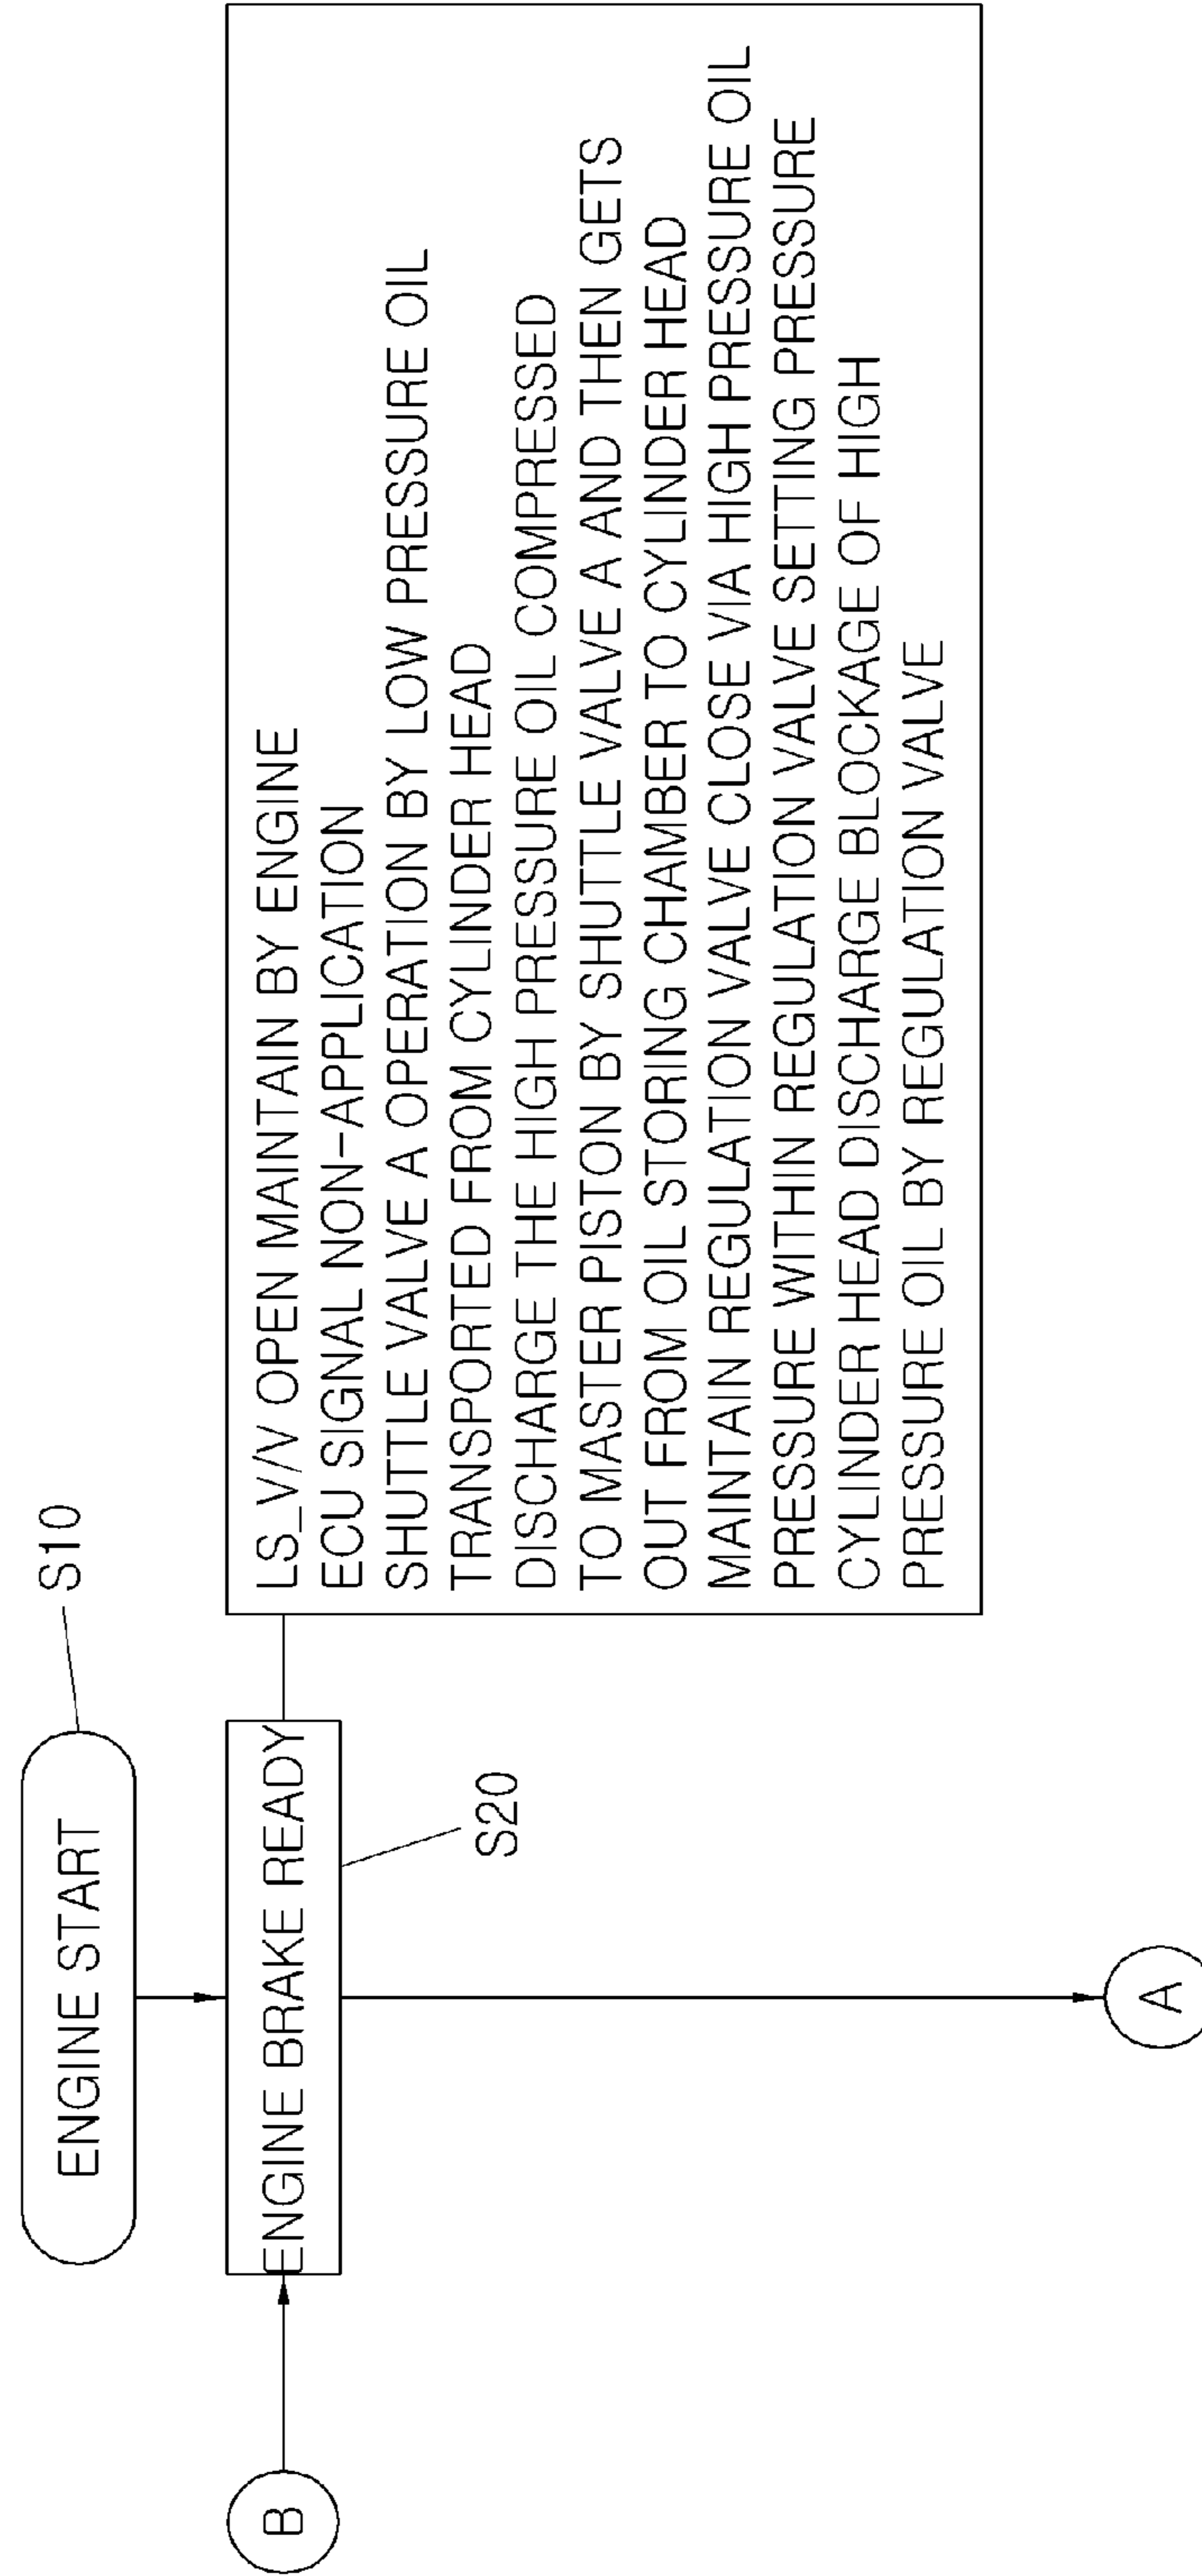 ENGINE START
S10
B
ENGINE BRAKE READY
S20
LS_V/V OPEN MAINTAIN BY ENGINE
ECU SIGNAL NON-APPLICATION
SHUTTLE VALVE A OPERATION BY LOW PRESSURE OIL
TRANSPORTED FROM CYLINDER HEAD
DISCHARGE THE HIGH PRESSURE OIL COMPRESSED
TO MASTER PISTON BY SHUTTLE VALVE A AND THEN GETS
OUT FROM OIL STORING CHAMBER TO CYLINDER HEAD
MAINTAIN REGULATION VALVE CLOSE VIA HIGH PRESSURE OIL
PRESSURE WITHIN REGULATION VALVE SETTING PRESSURE
CYLINDER HEAD DISCHARGE BLOCKAGE OF HIGH
PRESSURE OIL BY REGULATION VALVE
A